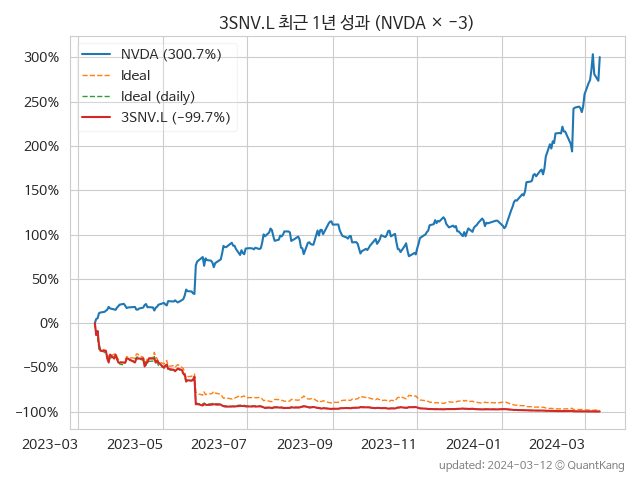 3SNV.L 최근 1년 성과 (NVDA × −3)
NVDA (300.7%)
Ideal
Ideal (daily)
3SNV.L (−99.7%)
300%
250%
200%
150%
100%
50%
0%
−50%
−100%
2023−03 2023−05 2023−07 2023−09 2023−11 2024−01 2024−03
updated: 2024−03−12 © QuantKang